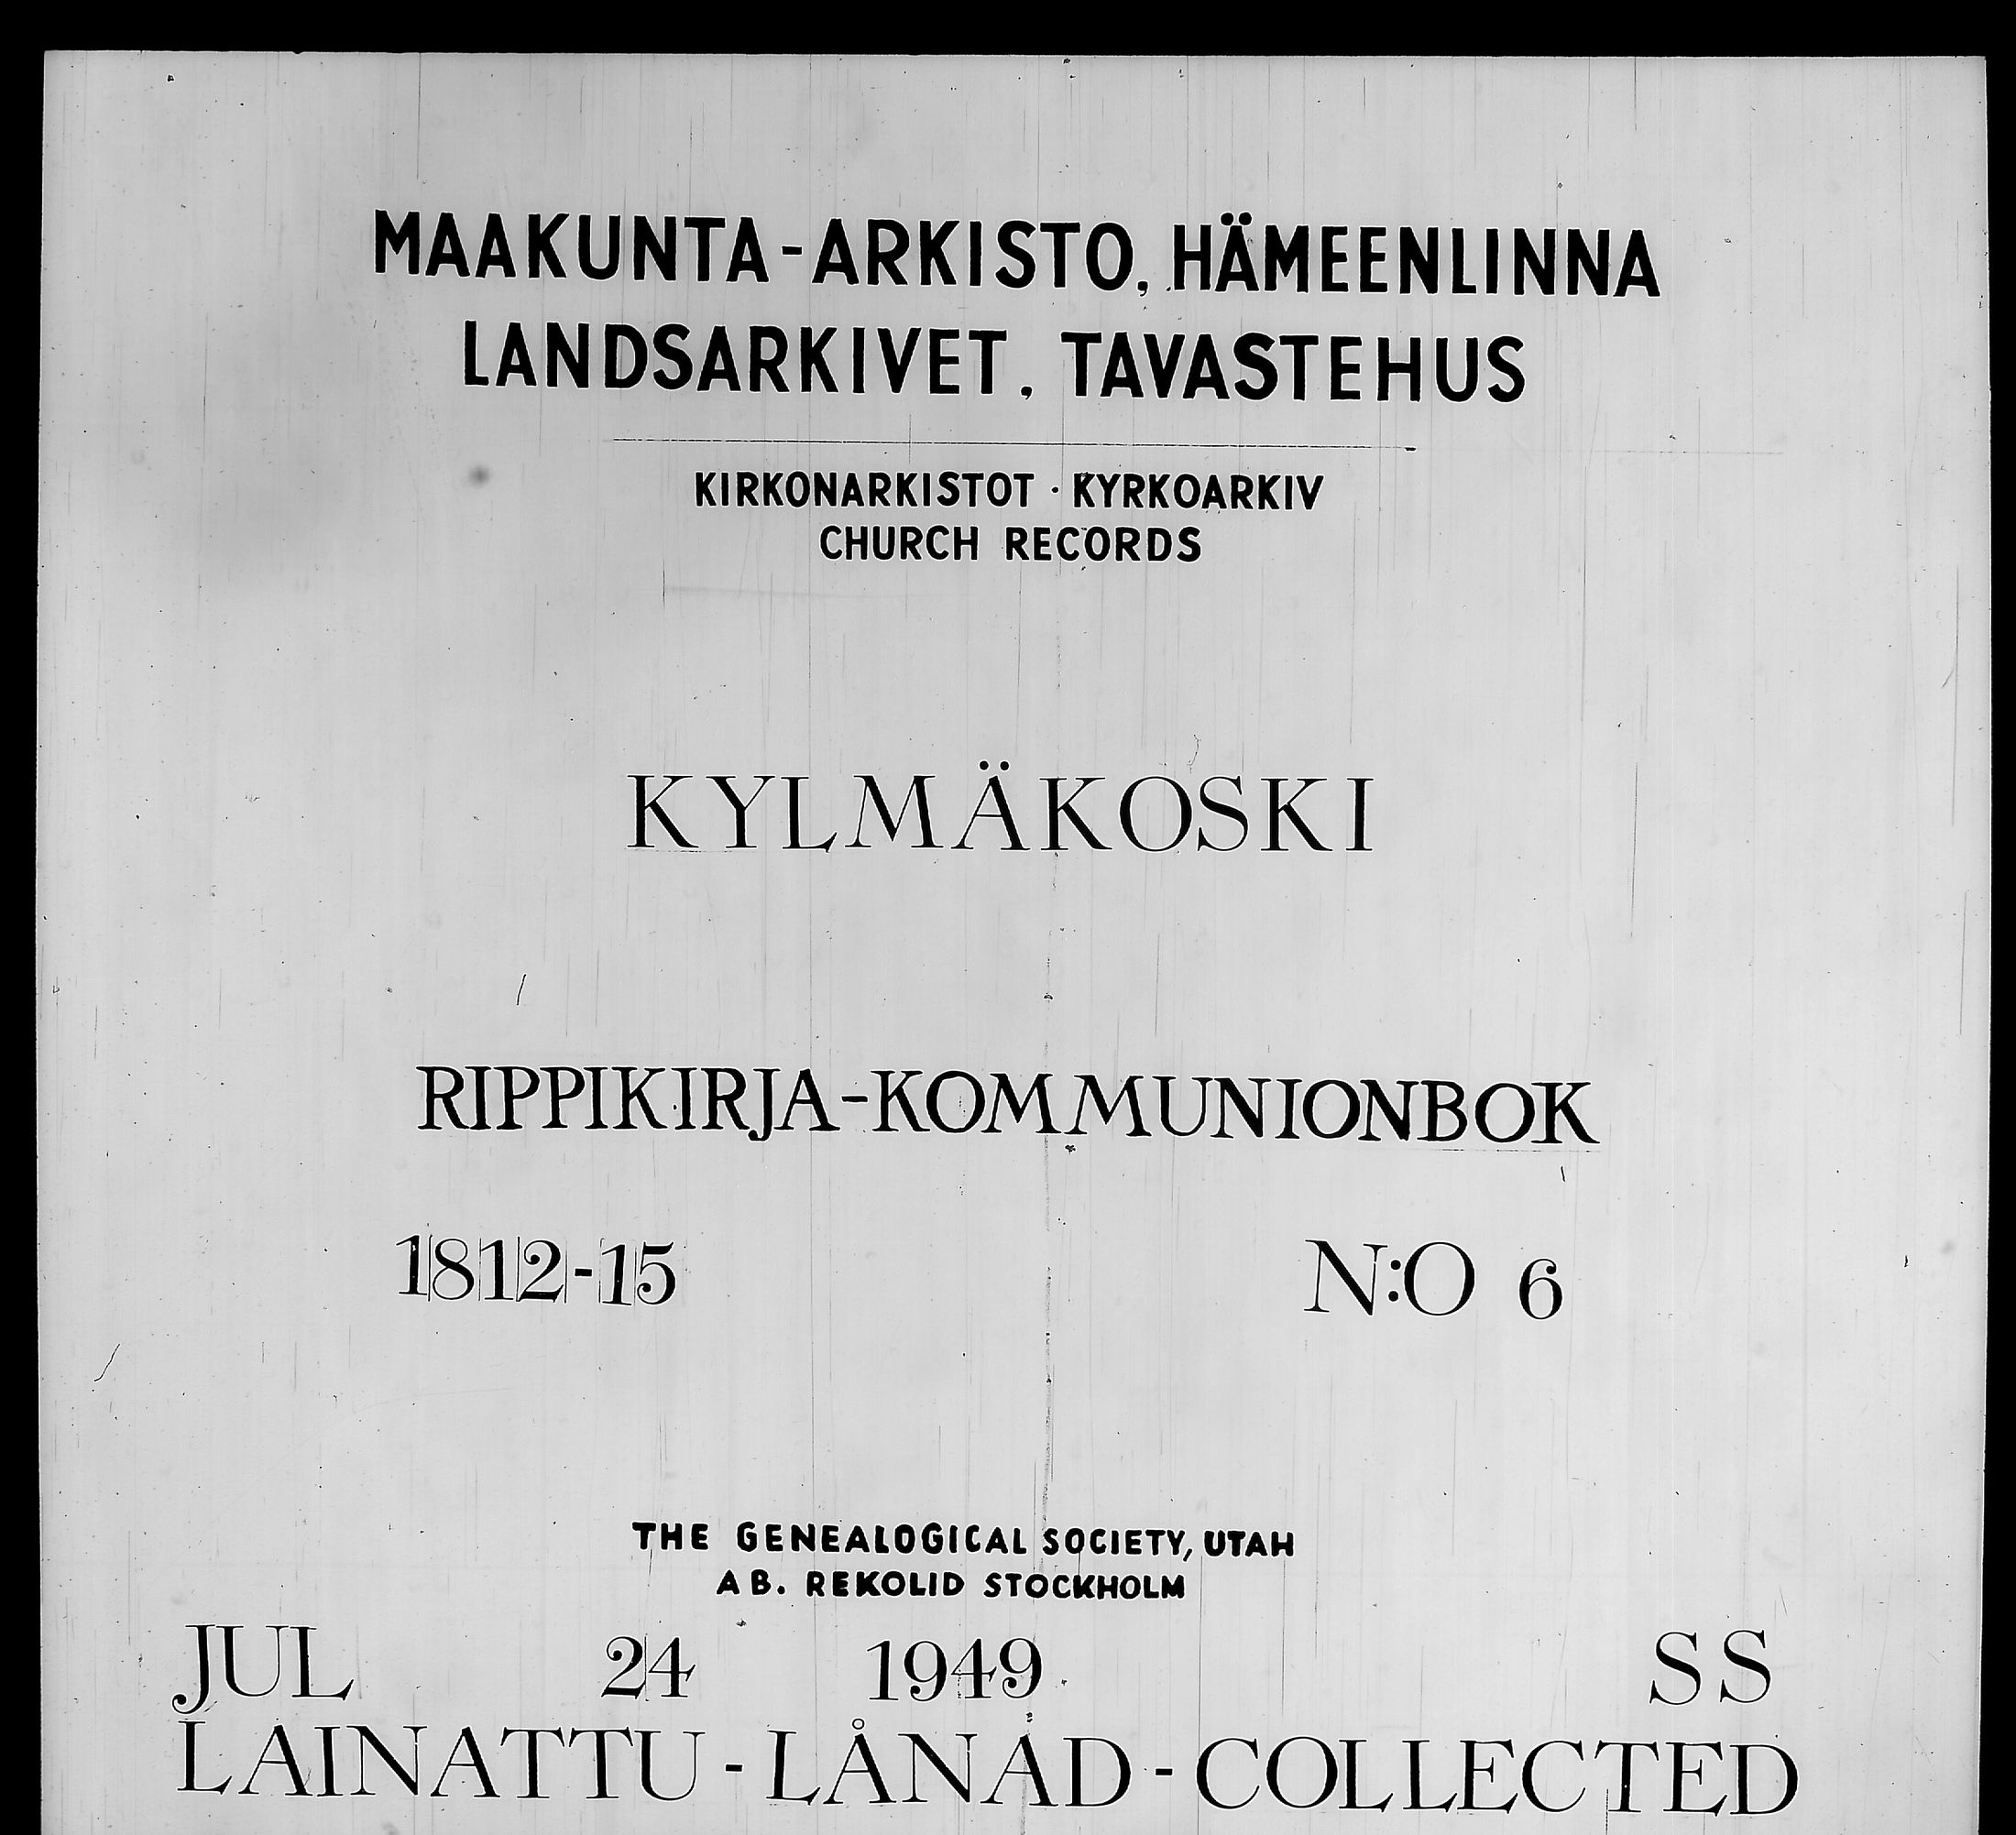 MAAKUNTA-ARKISTO, HÄMEENLINNA
LANDSARKIVET, TAVASTEHUS
KIRKONARKISTOT · KYRKOARKIV
CHURCH RECORDS
KYLMÄKOSKI
RIPPIKIRJA-KOMMUNIONBOK
1812-15 N:O 6
THE GENEALOGICAL SOCIETY, UTAH
AB. REKOLID STOCKHOLM
JUL 24 1949 SS
LAINATTU-LÅNAD-COLLECTED